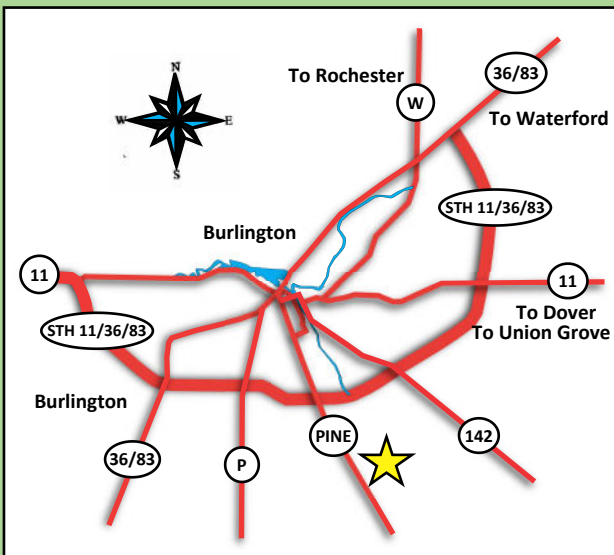 N
W
E
S
To Rochester
W
36/83
To Waterford
STH 11/36/83
Burlington
11
11
To Dover
To Union Grove
STH 11/36/83
Burlington
36/83
P
PINE
142